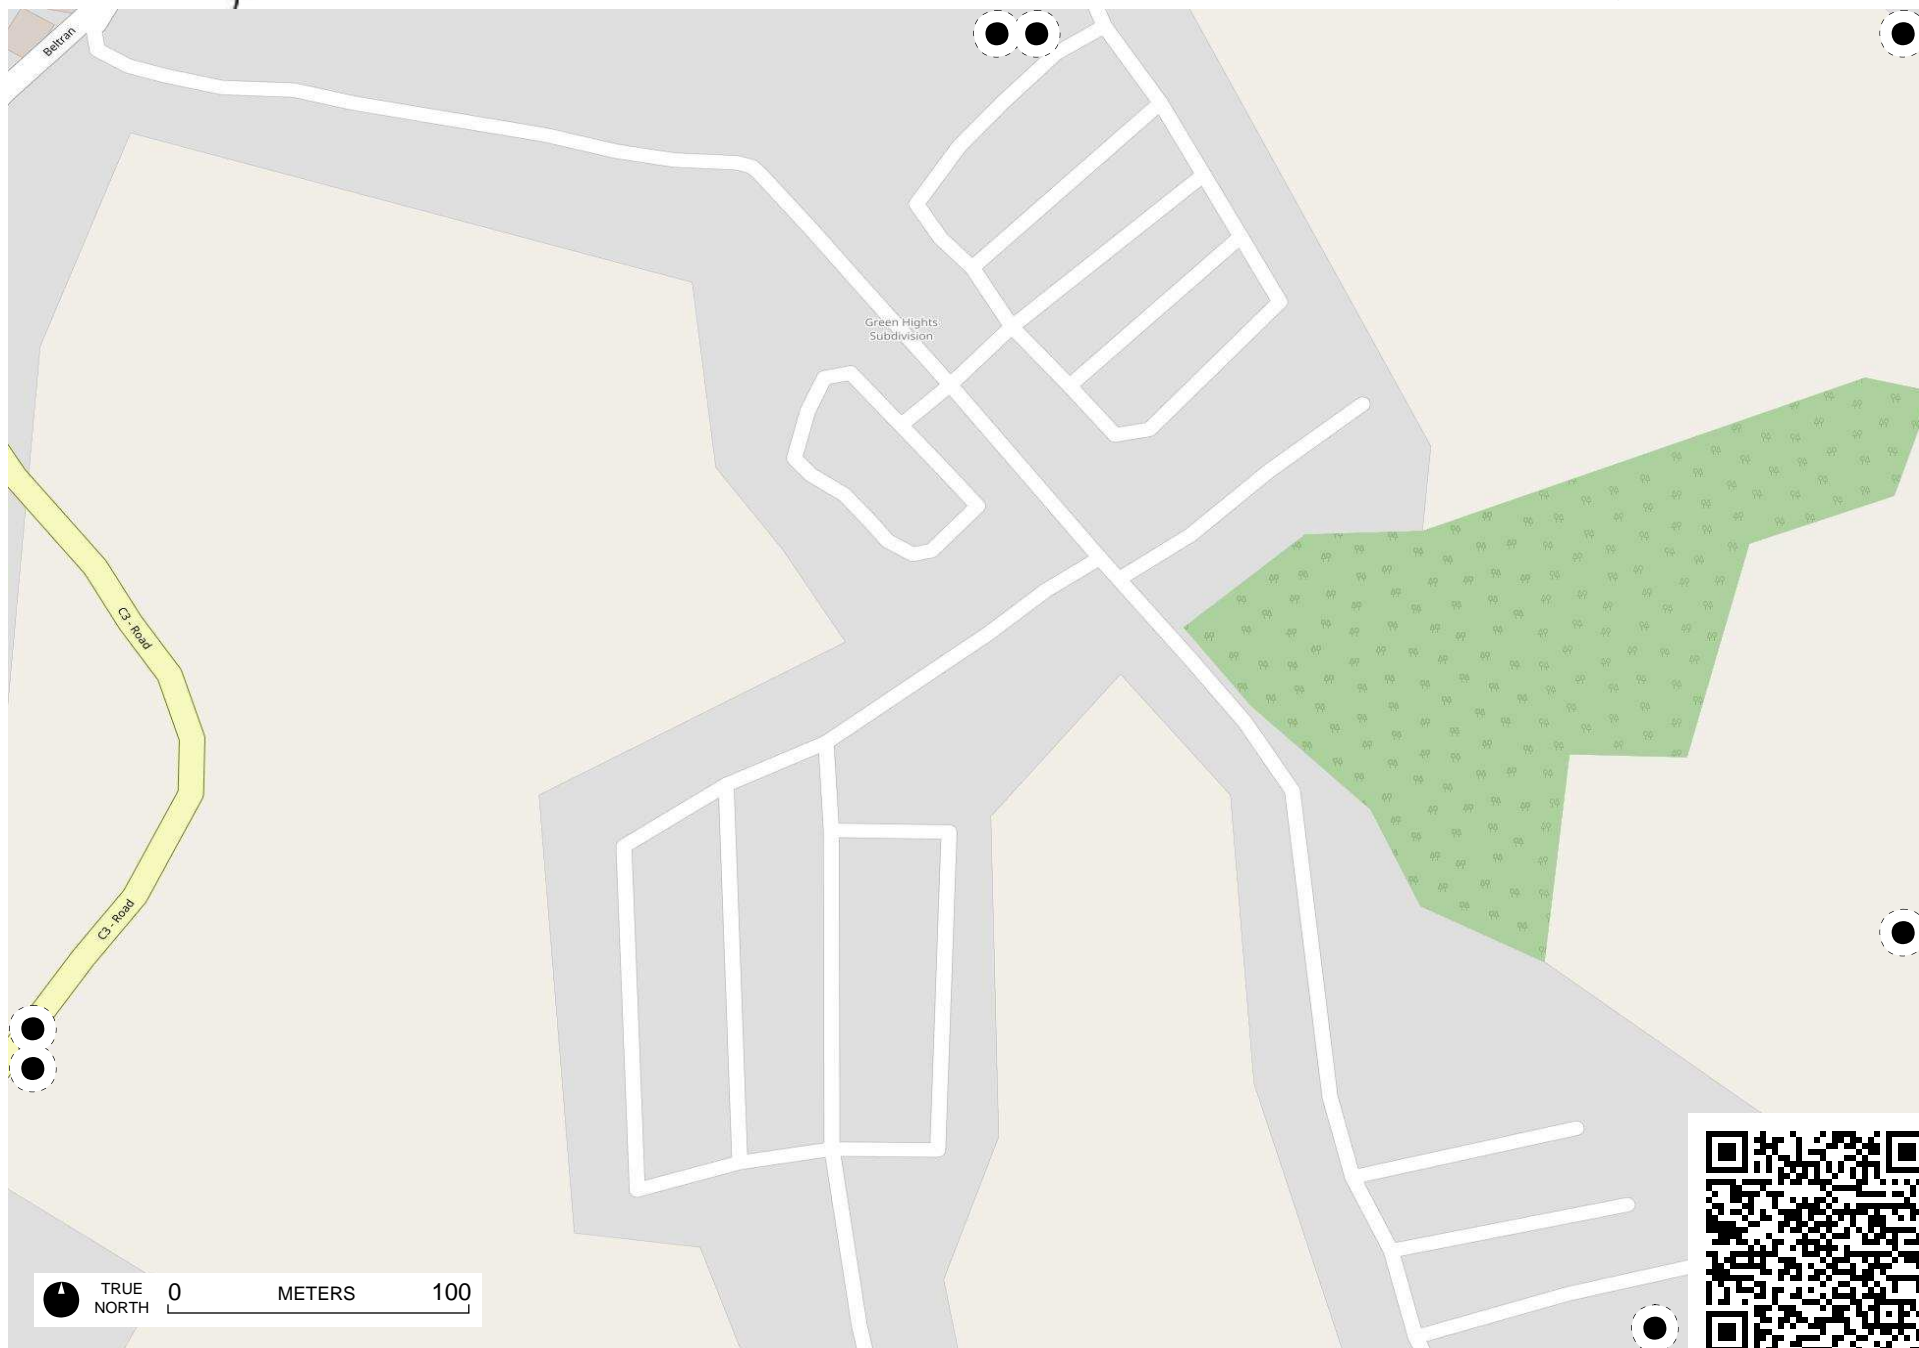 Beltran
Green Hights
Subdivision
C3 - Road
C3 - Road
TRUE
NORTH
0 METERS 100